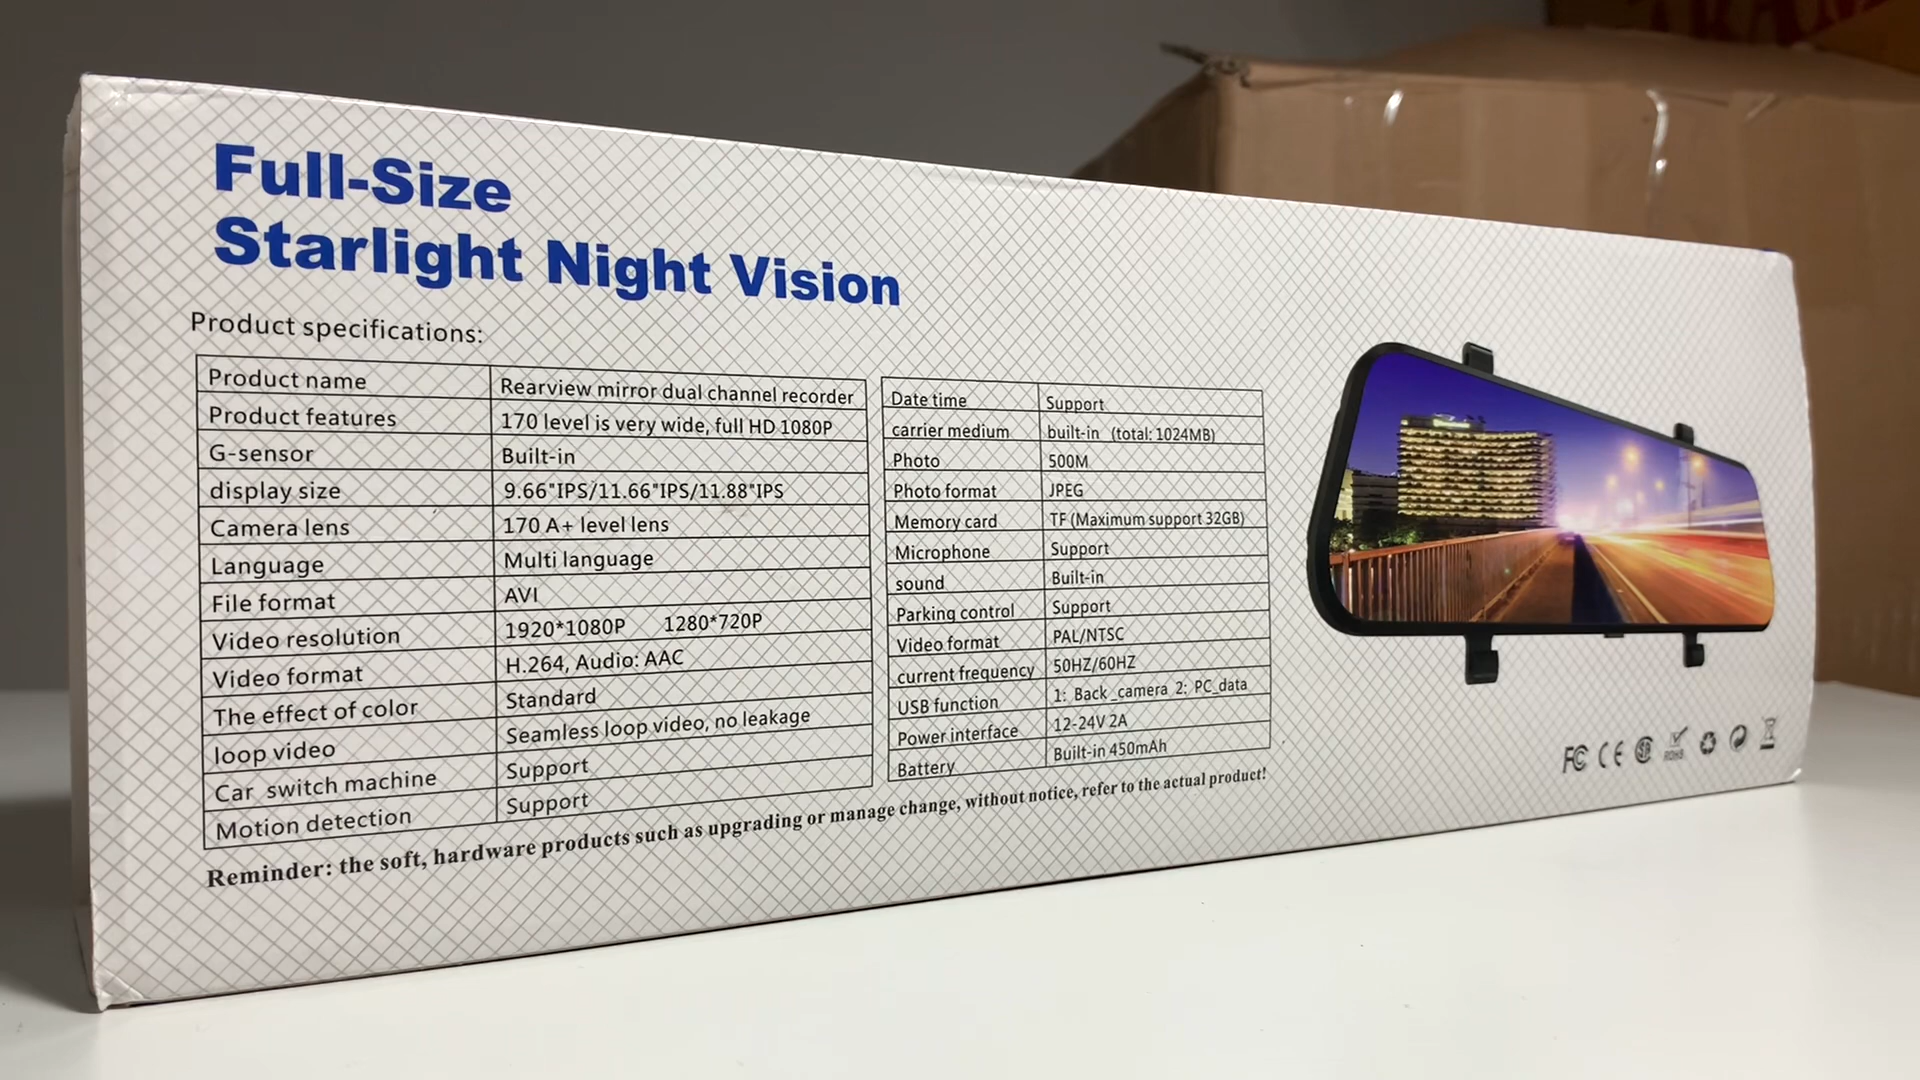 Full-Size
Starlight Night Vision
Product specifications:
Product name Rearview mirror dual channel recorder
Product features 170 level is very wide, full HD 1080P
G-sensor Built-in
display size 9.66"IPS/11.66"IPS/11.88"IPS
Camera lens 170 A+ level lens
Language Multi language
File format AVI
Video resolution 1920*1080P 1280*720P
Video format H.264, Audio: AAC
The effect of color Standard
loop video Seamless loop video, no leakage
Car switch machine Support
Motion detection Support
Date time Support
carrier medium built-in (total: 1024MB)
Photo 500M
Photo format JPEG
Memory card TF (Maximum support 32GB)
Microphone Support
sound Built-in
Parking control Support
Video format PAL/NTSC
current frequency 50HZ/60HZ
USB function 1: Back_camera 2: PC_data
Power interface 12-24V 2A
Battery Built-in 450mAh
Reminder: the soft, hardware products such as upgrading or manage change, without notice, refer to the actual product!
FC CE ROHS